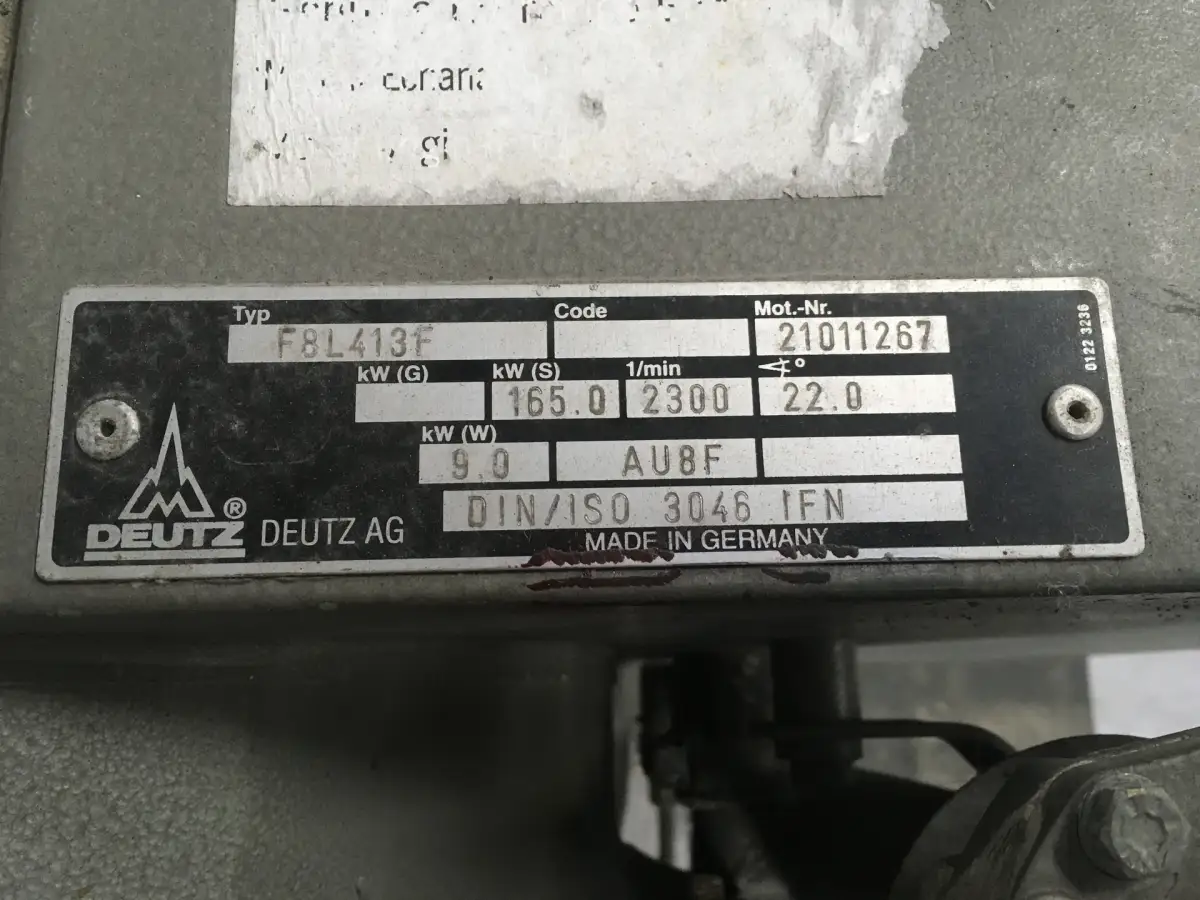 gi
Typ Code Mot.-Nr.
F8L413F 21011267
kW (G) kW (S) 1/min ∢°
165.0 2300 22.0
kW (W)
9.0 AU8F
DIN/ISO 3046 IFN
DEUTZ® DEUTZ AG
MADE IN GERMANY
0122 3236